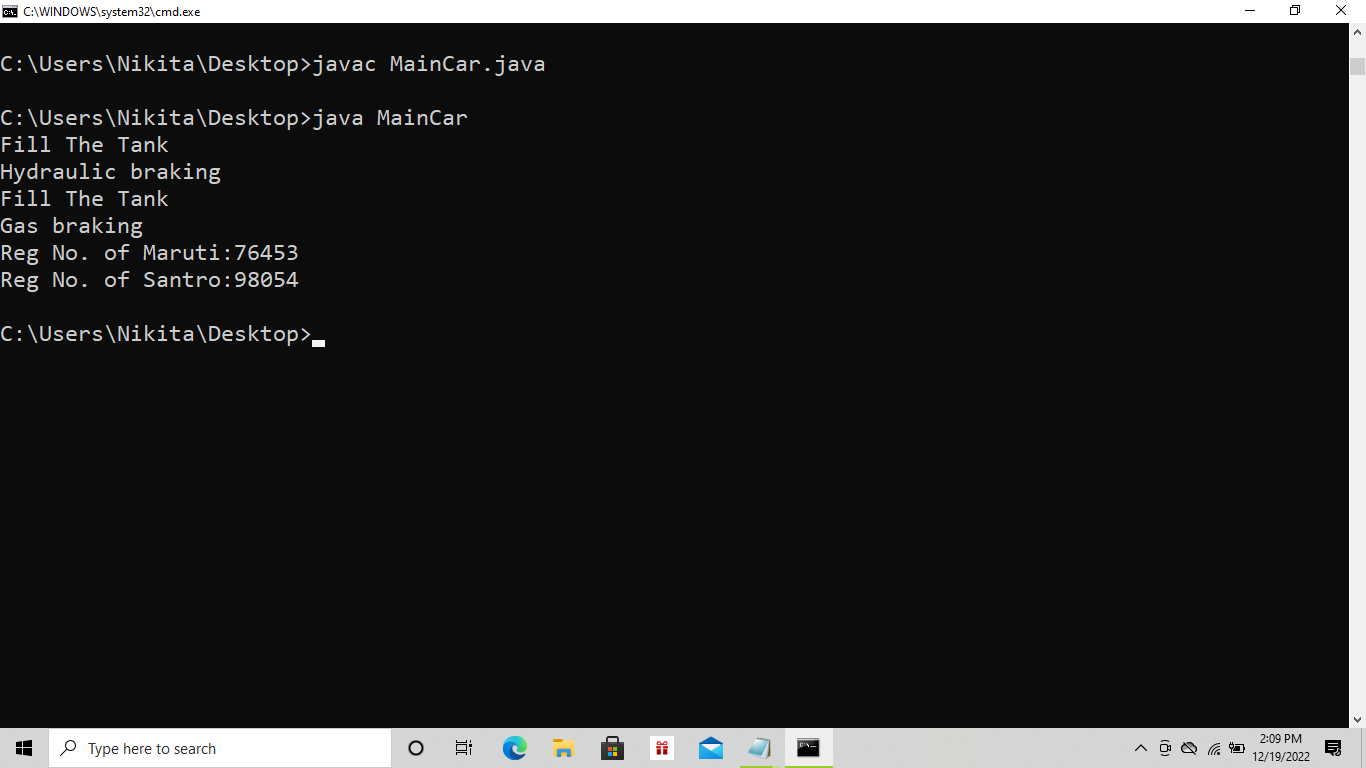 C:\WINDOWS\system32\cmd.exe
C:\Users\Nikita\Desktop>javac MainCar.java
C:\Users\Nikita\Desktop>java MainCar
Fill The Tank
Hydraulic braking
Fill The Tank
Gas braking
Reg No. of Maruti:76453
Reg No. of Santro:98054
C:\Users\Nikita\Desktop>
Type here to search
2:09 PM
12/19/2022